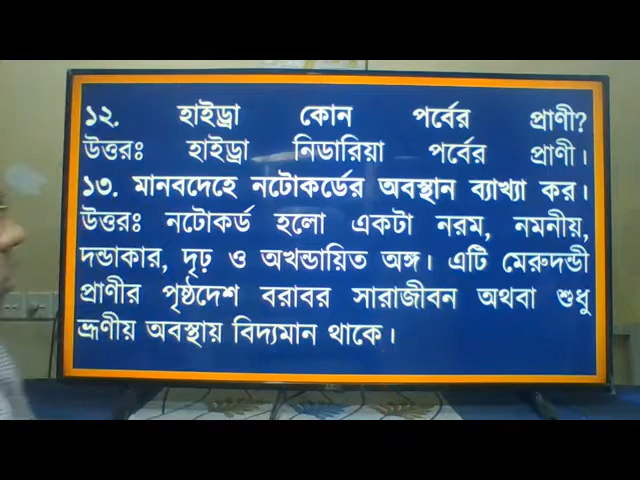 ১২. হাইড্রা কোন পর্বের প্রাণী?
উত্তরঃ হাইড্রা নিডারিয়া পর্বের প্রাণী।
১৩. মানবদেহে নটোকর্ডের অবস্থান ব্যাখ্যা কর।
উত্তরঃ নটোকর্ড হলো একটা নরম, নমনীয়,
দন্ডাকার, দৃঢ় ও অখন্ডায়িত অঙ্গ। এটি মেরুদন্ডী
প্রাণীর পৃষ্ঠদেশ বরাবর সারাজীবন অথবা শুধু
ভ্রূণীয় অবস্থায় বিদ্যমান থাকে।